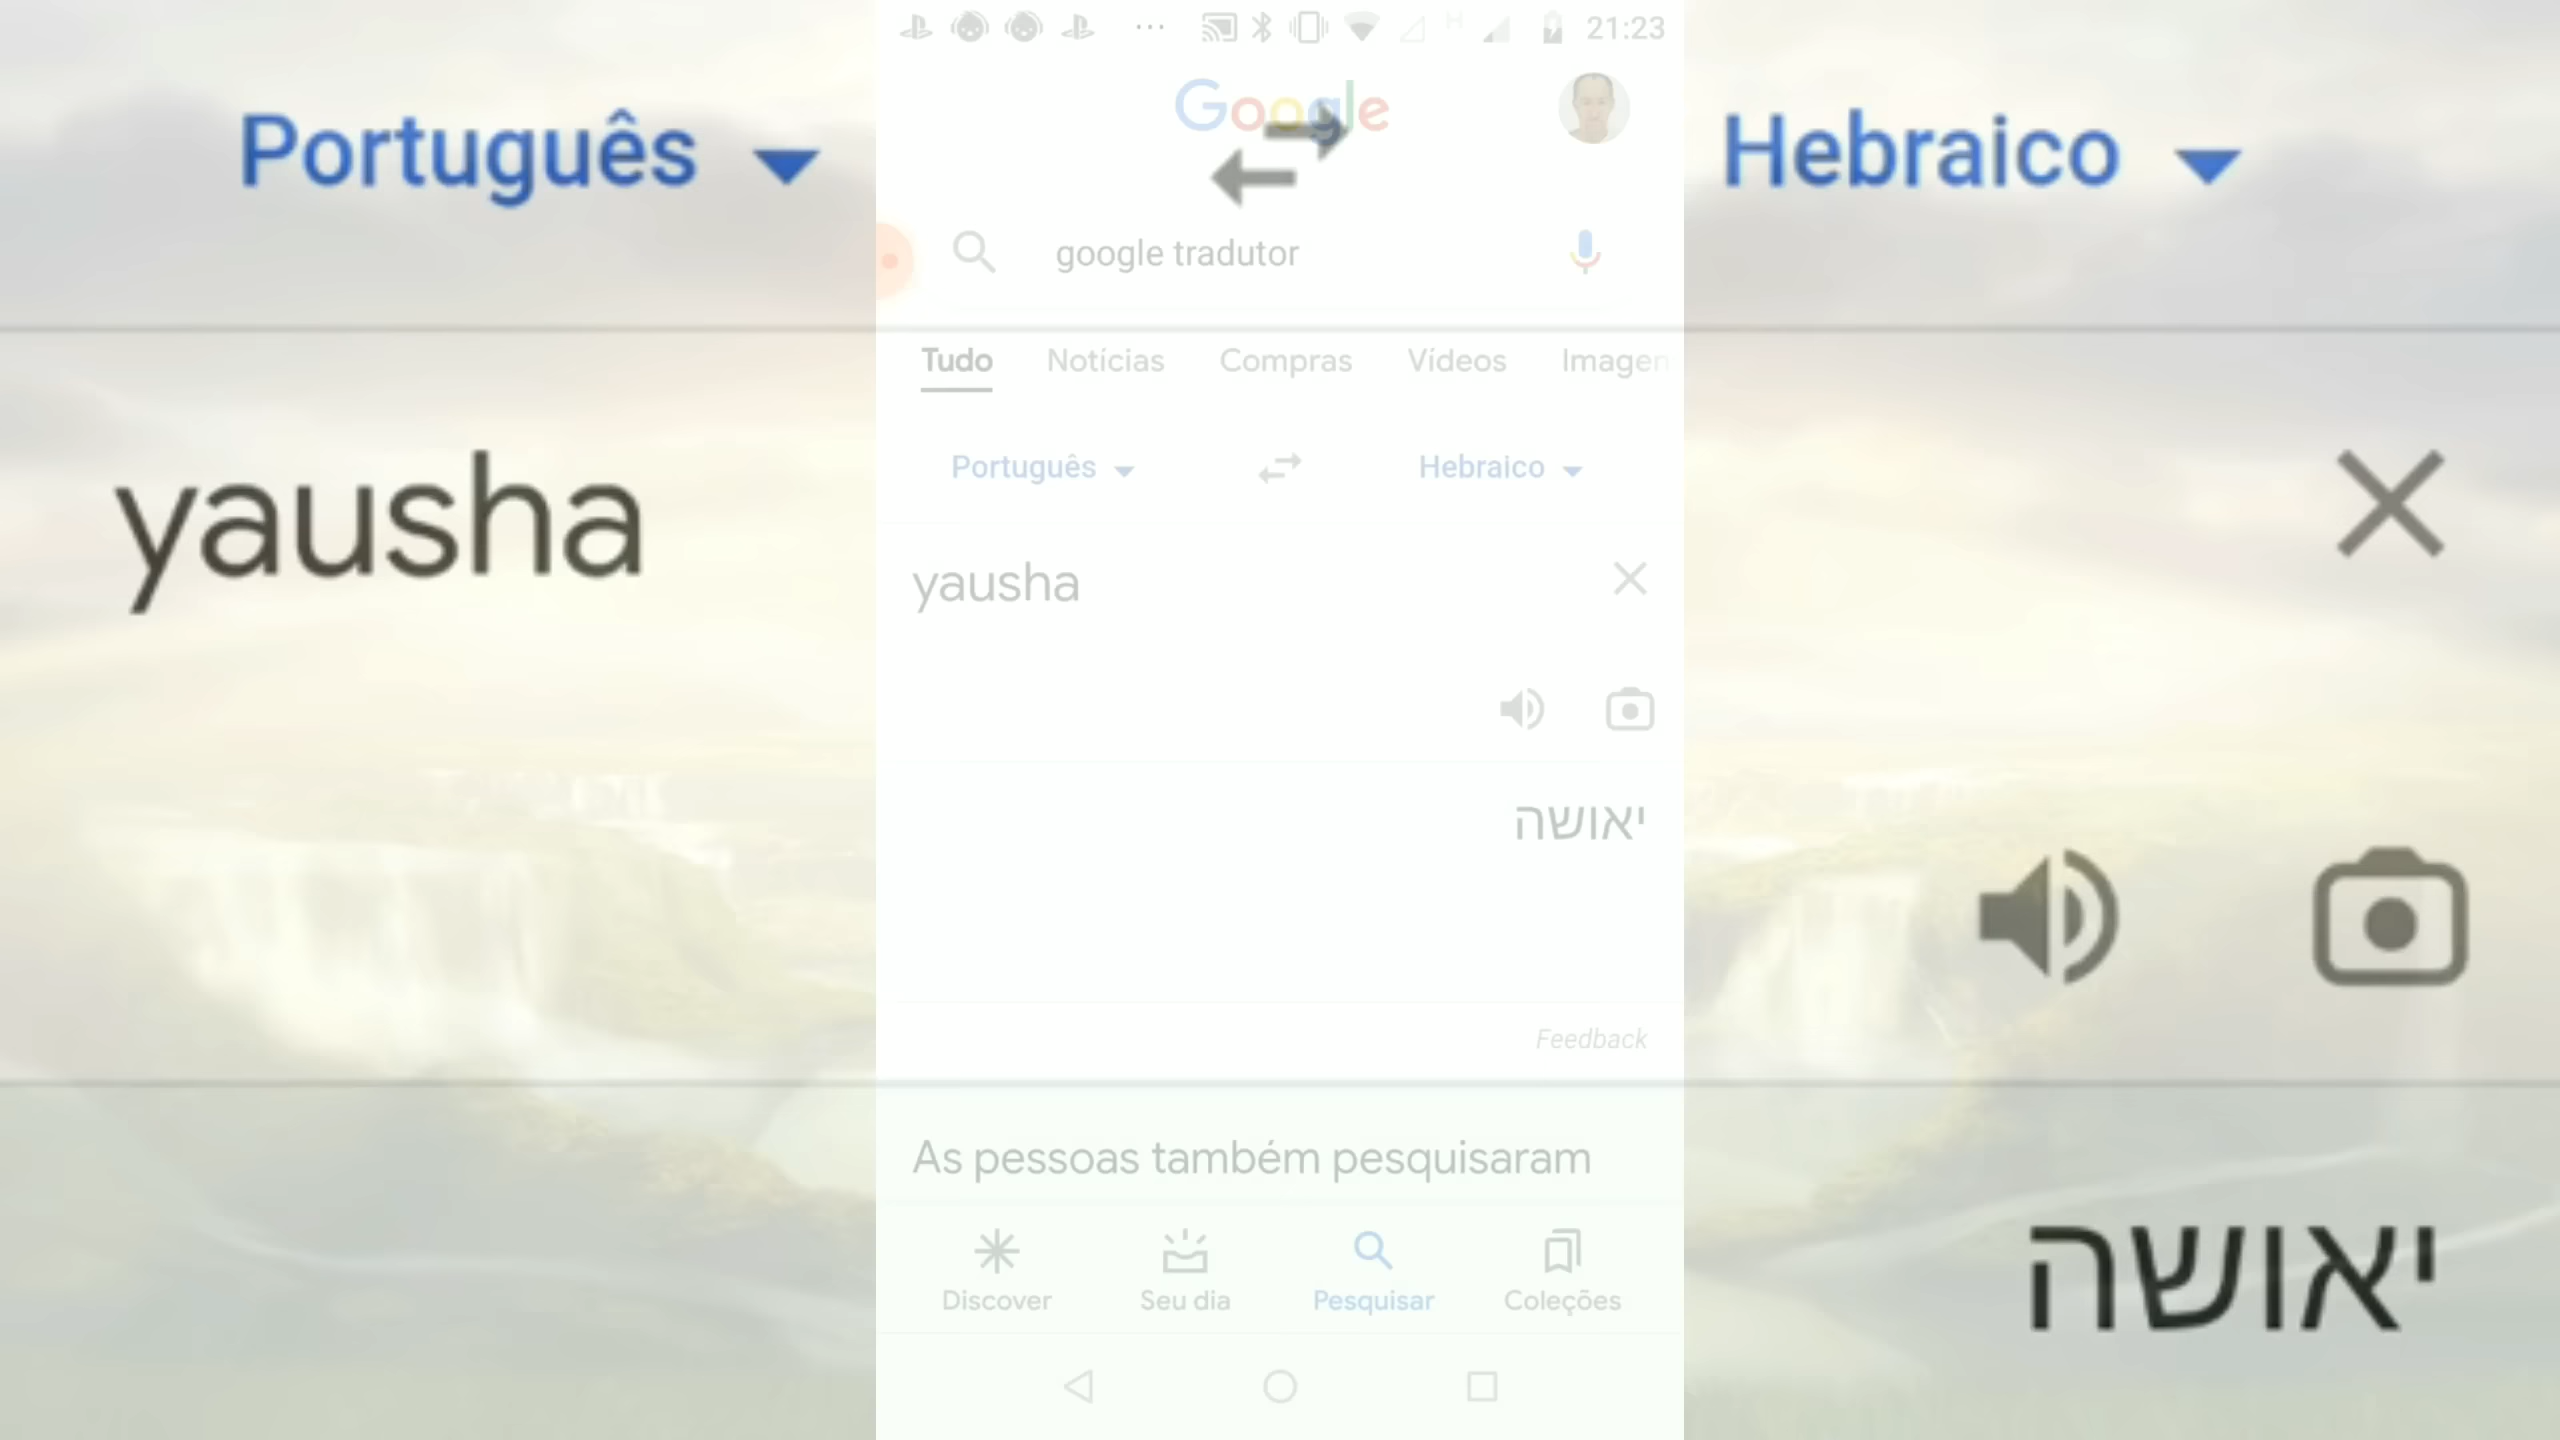 Português
Hebraico
yausha
יאושה
21:23
Google
google tradutor
Tudo Notícias Compras Vídeos Imagen
Português Hebraico
yausha
יאושה
Feedback
As pessoas também pesquisaram
Discover Seu dia Pesquisar Coleções